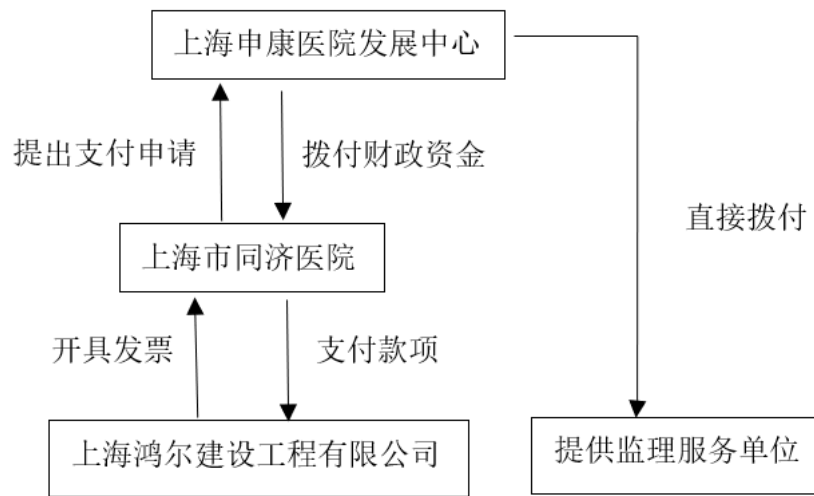 上海申康医院发展中心
提出支付申请
拨付财政资金
直接拨付
上海市同济医院
开具发票
支付款项
上海鸿尔建设工程有限公司
提供监理服务单位